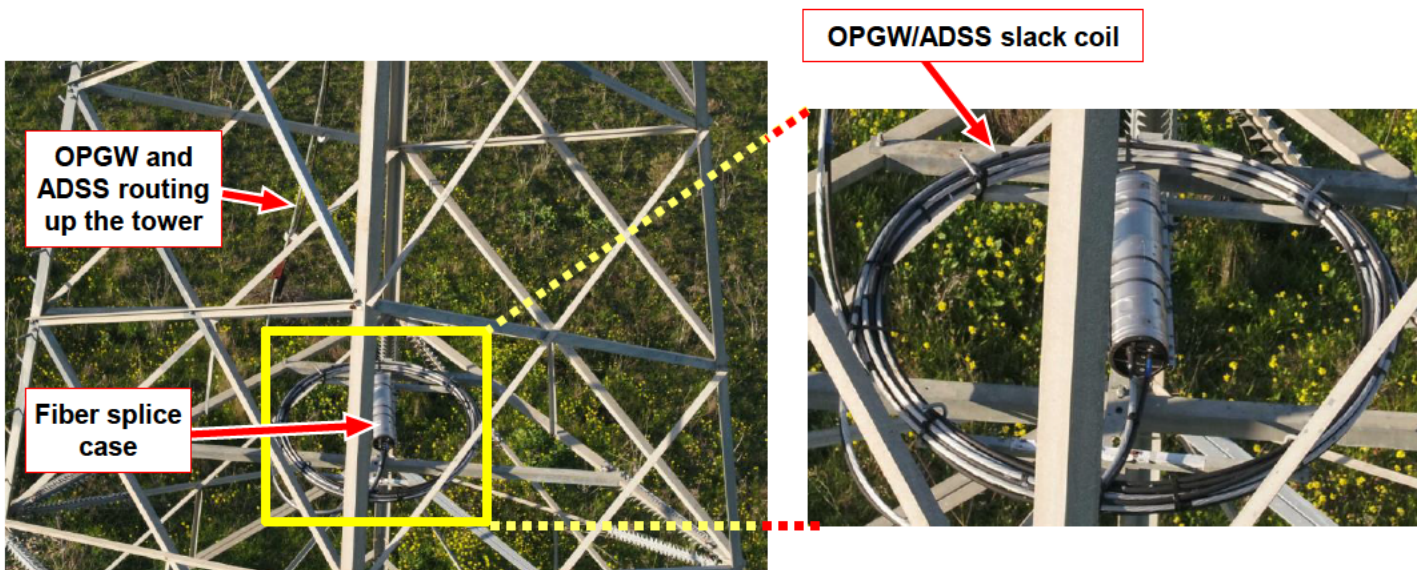 OPGW/ADSS slack coil
OPGW and
ADSS routing
up the tower
Fiber splice
case